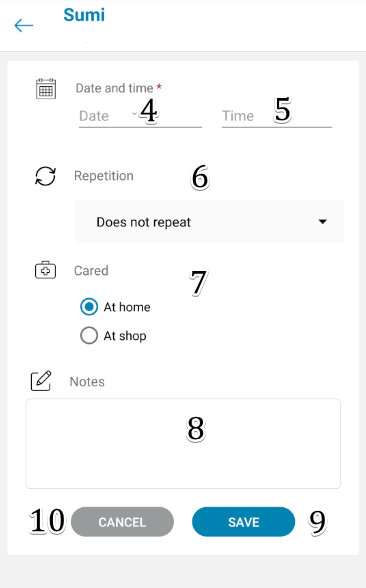 Sumi
Date and time *
Date 4 Time 5
Repetition 6
Does not repeat
Cared 7
At home
At shop
Notes
8
10 CANCEL SAVE 9